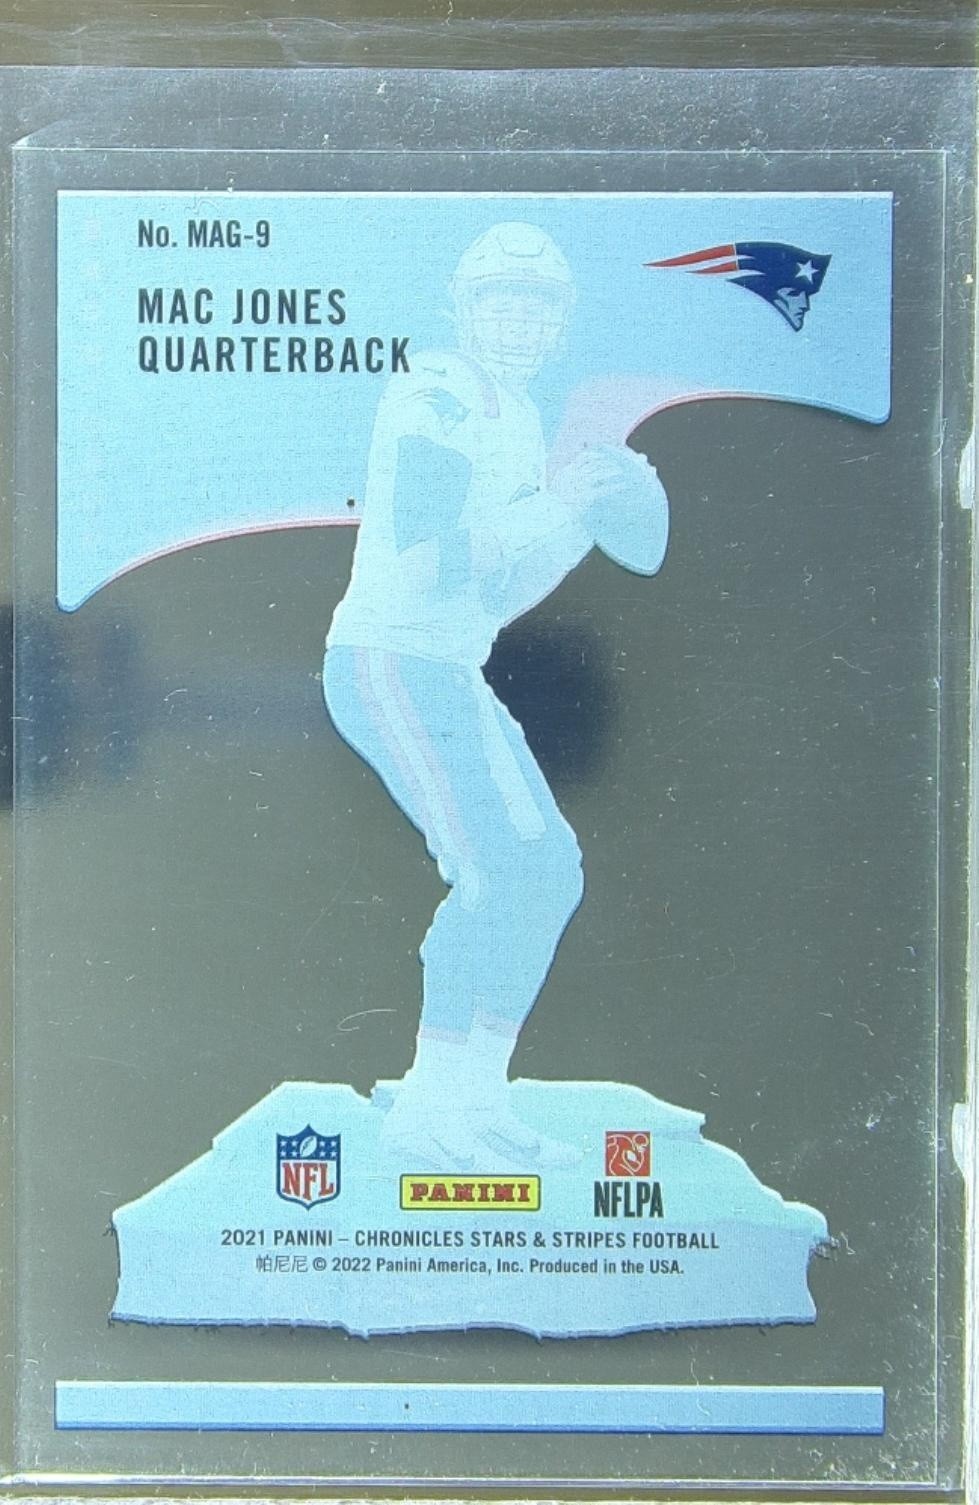 No. MAG-9
MAC JONES
QUARTERBACK
NFL
PANINI
NFLPA
2021 PANINI – CHRONICLES STARS & STRIPES FOOTBALL
帕尼尼 © 2022 Panini America, Inc. Produced in the USA.